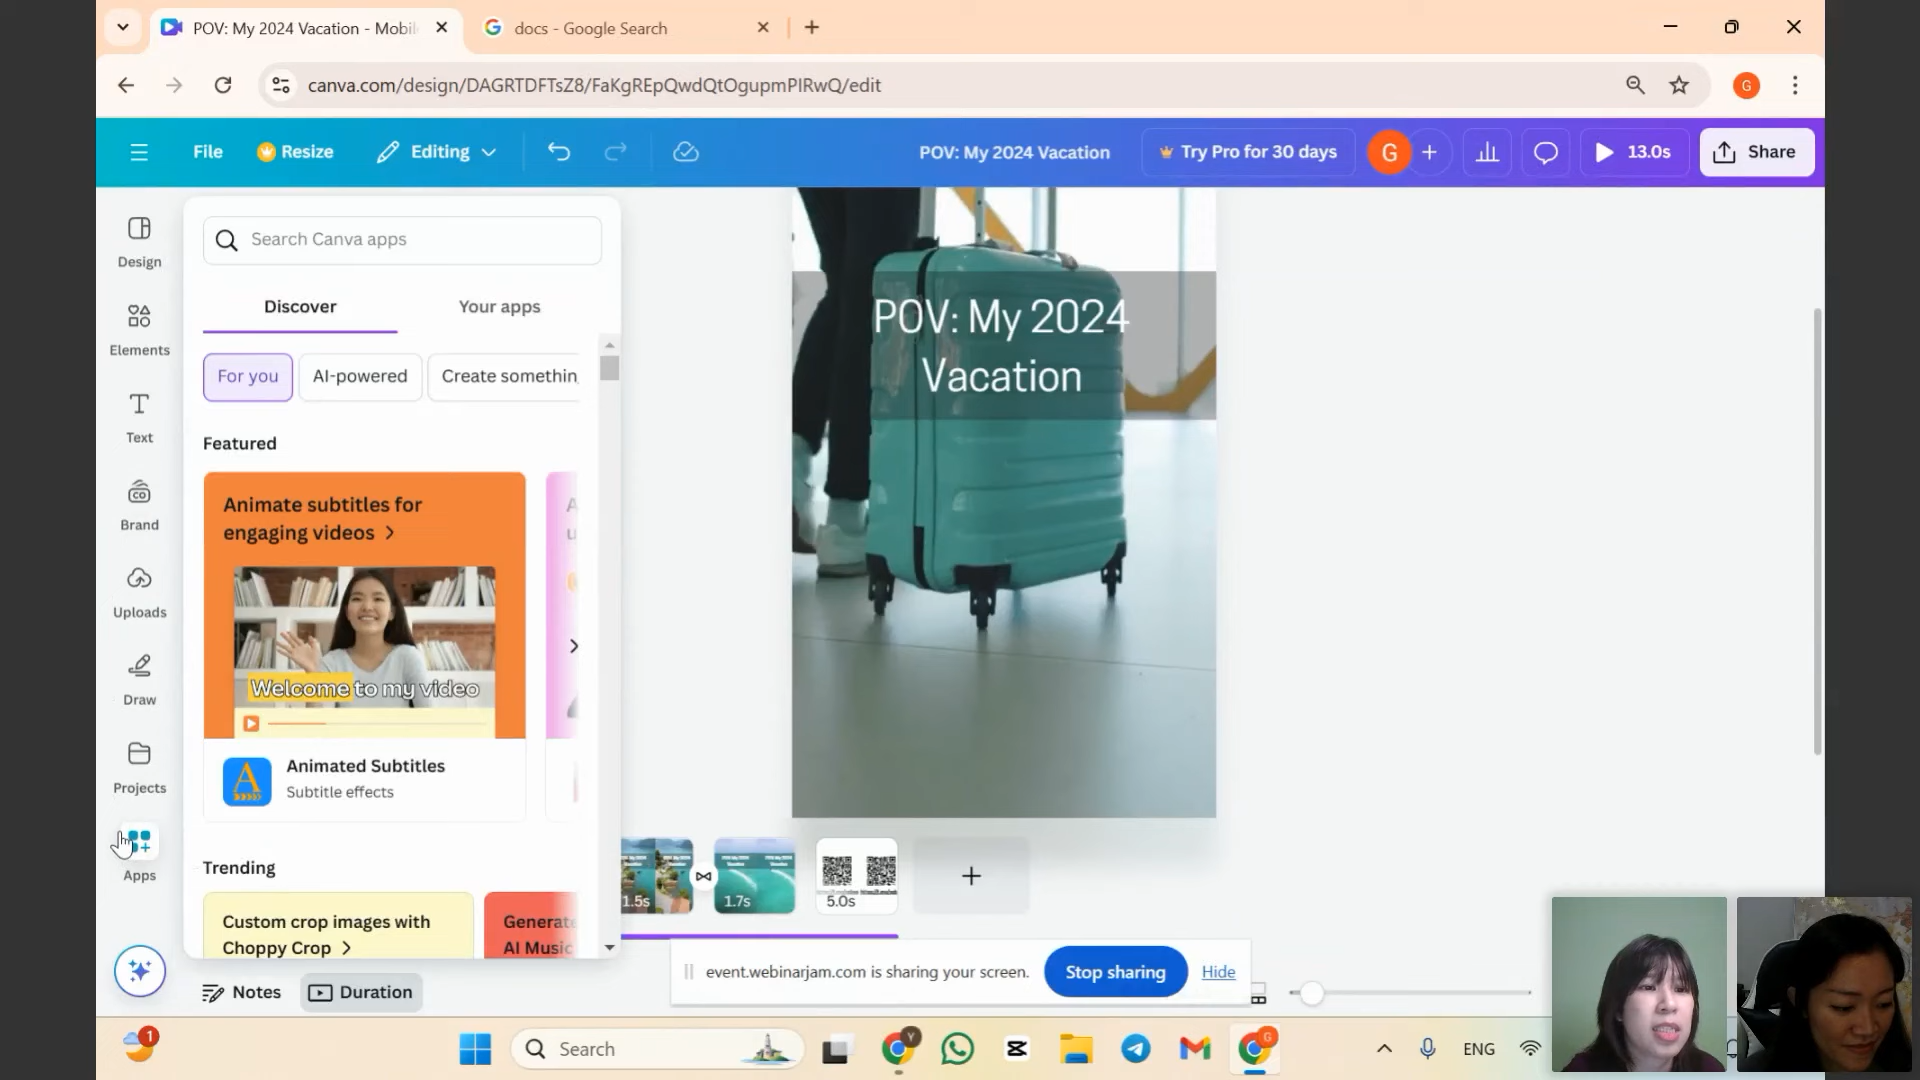 POV: My 2024 Vacation - Mobil
docs - Google Search
canva.com/design/DAGRTDFTsZ8/FaKgREpQwdQtOgupmPIRwQ/edit
G
File
Resize
Editing
POV: My 2024 Vacation
Try Pro for 30 days
G
13.0s
Share
Design
Elements
Text
Brand
Uploads
Draw
Projects
Apps
Search Canva apps
Discover
Your apps
For you
AI-powered
Create somethin
Featured
Animate subtitles for
engaging videos
Welcome to my video
Animated Subtitles
Subtitle effects
Trending
Custom crop images with
Choppy Crop
Generate
AI Music
POV: My 2024
Vacation
1.5s
1.7s
5.0s
Notes
Duration
event.webinarjam.com is sharing your screen.
Stop sharing
Hide
1
Search
Y
G
ENG